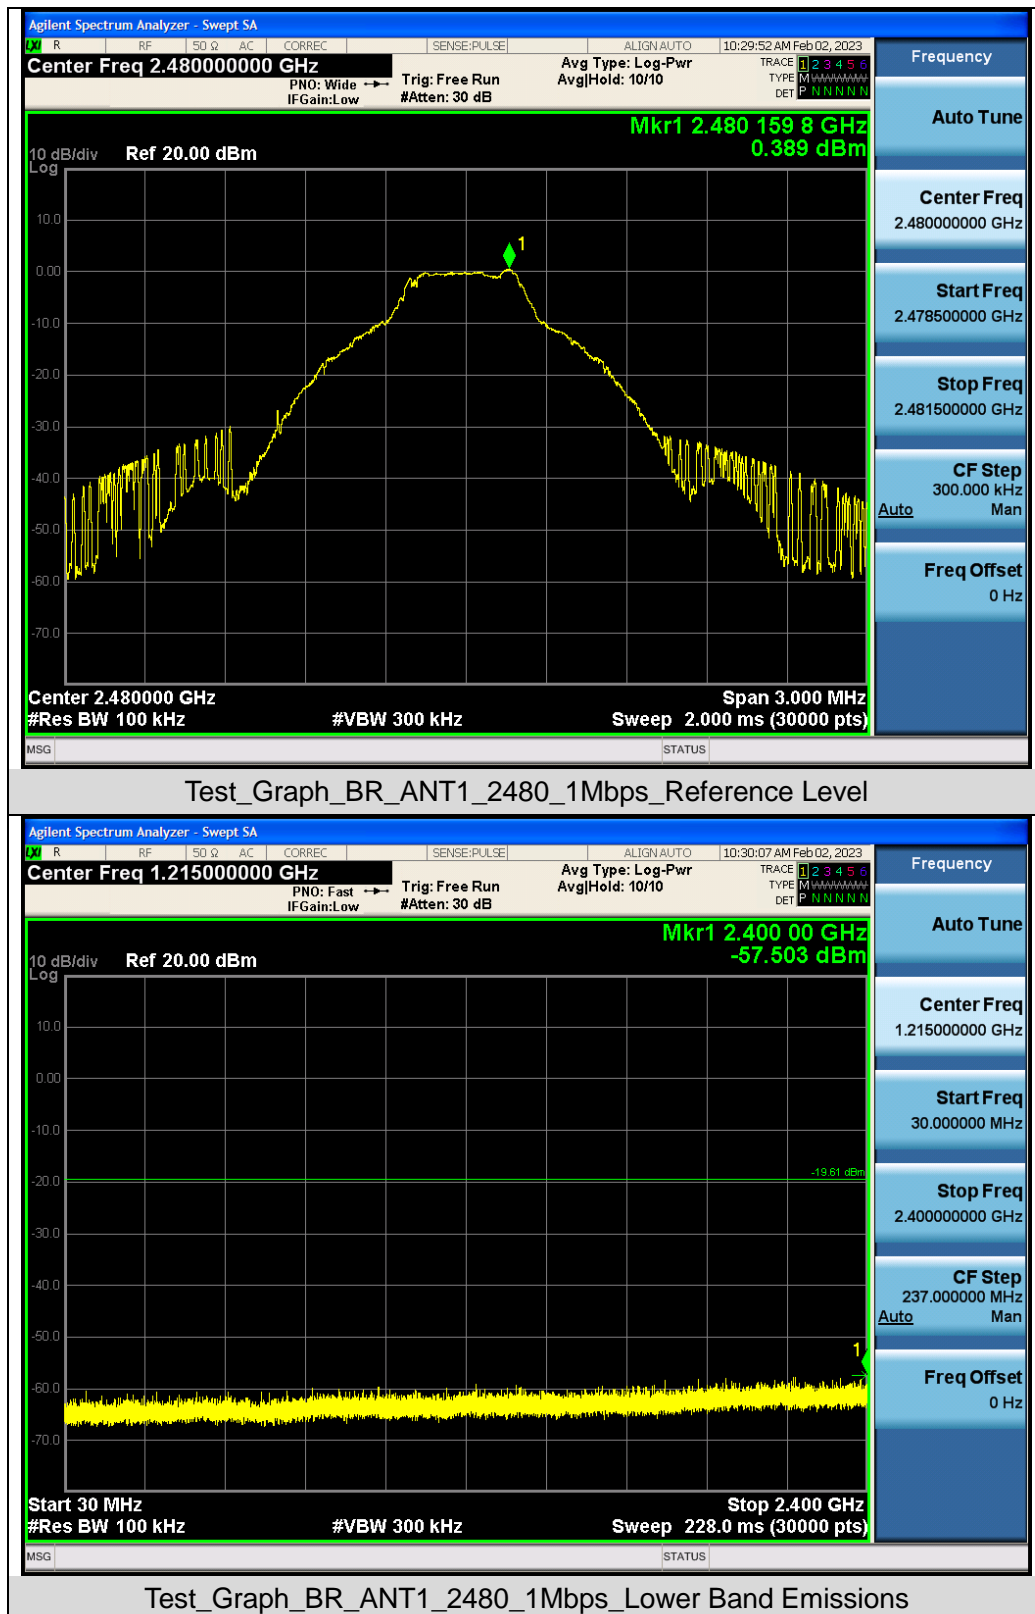 Agilent Spectrum Analyzer - Swept SA
LXI R RF 50 Ω AC CORREC SENSE:PULSE ALIGN AUTO 10:29:52 AM Feb 02, 2023
Center Freq 2.480000000 GHz
PNO: Wide
IFGain:Low
Trig: Free Run
#Atten: 30 dB
Avg Type: Log-Pwr
Avg|Hold: 10/10
TRACE 1 2 3 4 5 6
TYPE M
DET P N N N N N
Mkr1 2.480 159 8 GHz
0.389 dBm
10 dB/div Ref 20.00 dBm
Log
10.0
1
0.00
-10.0
-20.0
-30.0
-40.0
-50.0
-60.0
-70.0
Center 2.480000 GHz Span 3.000 MHz
#Res BW 100 kHz #VBW 300 kHz Sweep 2.000 ms (30000 pts)
MSG STATUS
Frequency
Auto Tune
Center Freq
2.480000000 GHz
Start Freq
2.478500000 GHz
Stop Freq
2.481500000 GHz
CF Step
300.000 kHz
Auto Man
Freq Offset
0 Hz
Test_Graph_BR_ANT1_2480_1Mbps_Reference Level
Agilent Spectrum Analyzer - Swept SA
LXI R RF 50 Ω AC CORREC SENSE:PULSE ALIGN AUTO 10:30:07 AM Feb 02, 2023
Center Freq 1.215000000 GHz
PNO: Fast
IFGain:Low
Trig: Free Run
#Atten: 30 dB
Avg Type: Log-Pwr
Avg|Hold: 10/10
TRACE 1 2 3 4 5 6
TYPE M
DET P N N N N N
Mkr1 2.400 00 GHz
-57.503 dBm
10 dB/div Ref 20.00 dBm
Log
10.0
0.00
-10.0
-19.61 dBm
-20.0
-30.0
-40.0
-50.0
1
-60.0
-70.0
Start 30 MHz Stop 2.400 GHz
#Res BW 100 kHz #VBW 300 kHz Sweep 228.0 ms (30000 pts)
MSG STATUS
Frequency
Auto Tune
Center Freq
1.215000000 GHz
Start Freq
30.000000 MHz
Stop Freq
2.400000000 GHz
CF Step
237.000000 MHz
Auto Man
Freq Offset
0 Hz
Test_Graph_BR_ANT1_2480_1Mbps_Lower Band Emissions